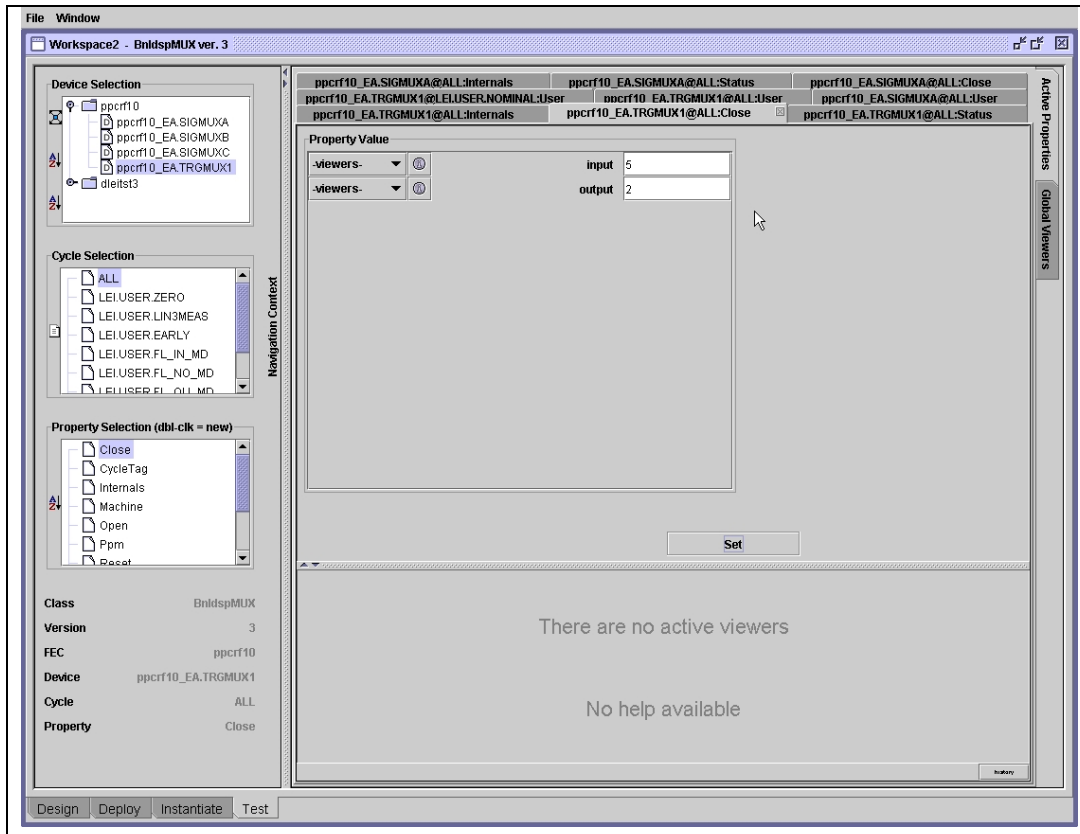 File Window
Workspace2 - BnldspMUX ver. 3
Device Selection
ppcrf10
ppcrf10_EA.SIGMUXA
ppcrf10_EA.SIGMUXB
ppcrf10_EA.SIGMUXC
ppcrf10_EA.TRGMUX1
dleitst3
Cycle Selection
ALL
LEI.USER.ZERO
LEI.USER.LIN3MEAS
LEI.USER.EARLY
LEI.USER.FL_IN_MD
LEI.USER.FL_NO_MD
Property Selection (dbl-clk = new)
Close
CycleTag
Internals
Machine
Open
Ppm
Reset
Class BnldspMUX
Version 3
FEC ppcrf10
Device ppcrf10_EA.TRGMUX1
Cycle ALL
Property Close
Navigation Context
ppcrf10_EA.SIGMUXA@ALL:Internals ppcrf10_EA.SIGMUXA@ALL:Status ppcrf10_EA.SIGMUXA@ALL:Close
ppcrf10_EA.TRGMUX1@LEI.USER.NOMINAL:User ppcrf10_EA.TRGMUX1@ALL:User ppcrf10_EA.SIGMUXA@ALL:User
ppcrf10_EA.TRGMUX1@ALL:Internals ppcrf10_EA.TRGMUX1@ALL:Close ppcrf10_EA.TRGMUX1@ALL:Status
Property Value
-viewers- input 5
-viewers- output 2
Set
There are no active viewers
No help available
history
Active Properties
Global Viewers
Design Deploy Instantiate Test